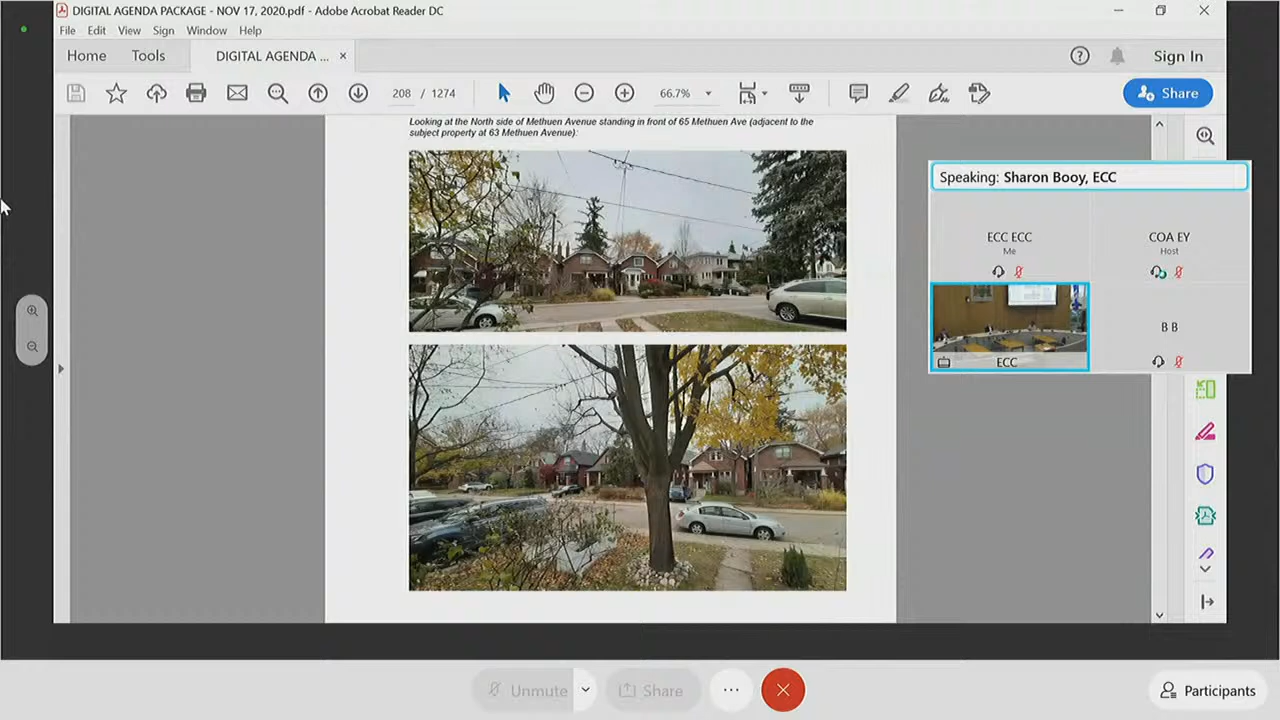 DIGITAL AGENDA PACKAGE - NOV 17, 2020.pdf - Adobe Acrobat Reader DC
File Edit View Sign Window Help
Home Tools DIGITAL AGENDA ... ×
Sign In
208 / 1274 66.7% Share
Looking at the North side of Methuen Avenue standing in front of 65 Methuen Ave (adjacent to the
subject property at 63 Methuen Avenue):
Speaking: Sharon Booy, ECC
ECC ECC
Me
COA EY
Host
ECC
B B
Unmute Share ... Participants